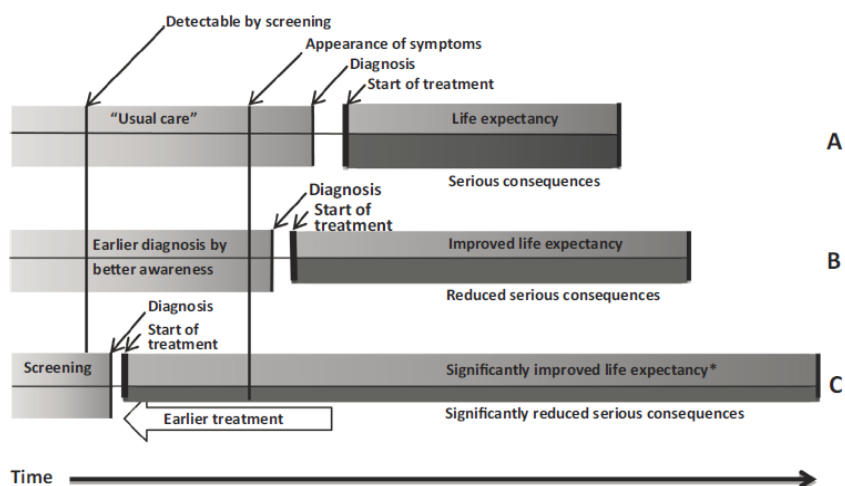 Detectable by screening
Appearance of symptoms
Diagnosis
Start of treatment
“Usual care”
Life expectancy
A
Serious consequences
Diagnosis
Start of
treatment
Earlier diagnosis by
better awareness
Improved life expectancy
B
Reduced serious consequences
Diagnosis
Start of
treatment
Screening
Significantly improved life expectancy*
C
Earlier treatment
Significantly reduced serious consequences
Time